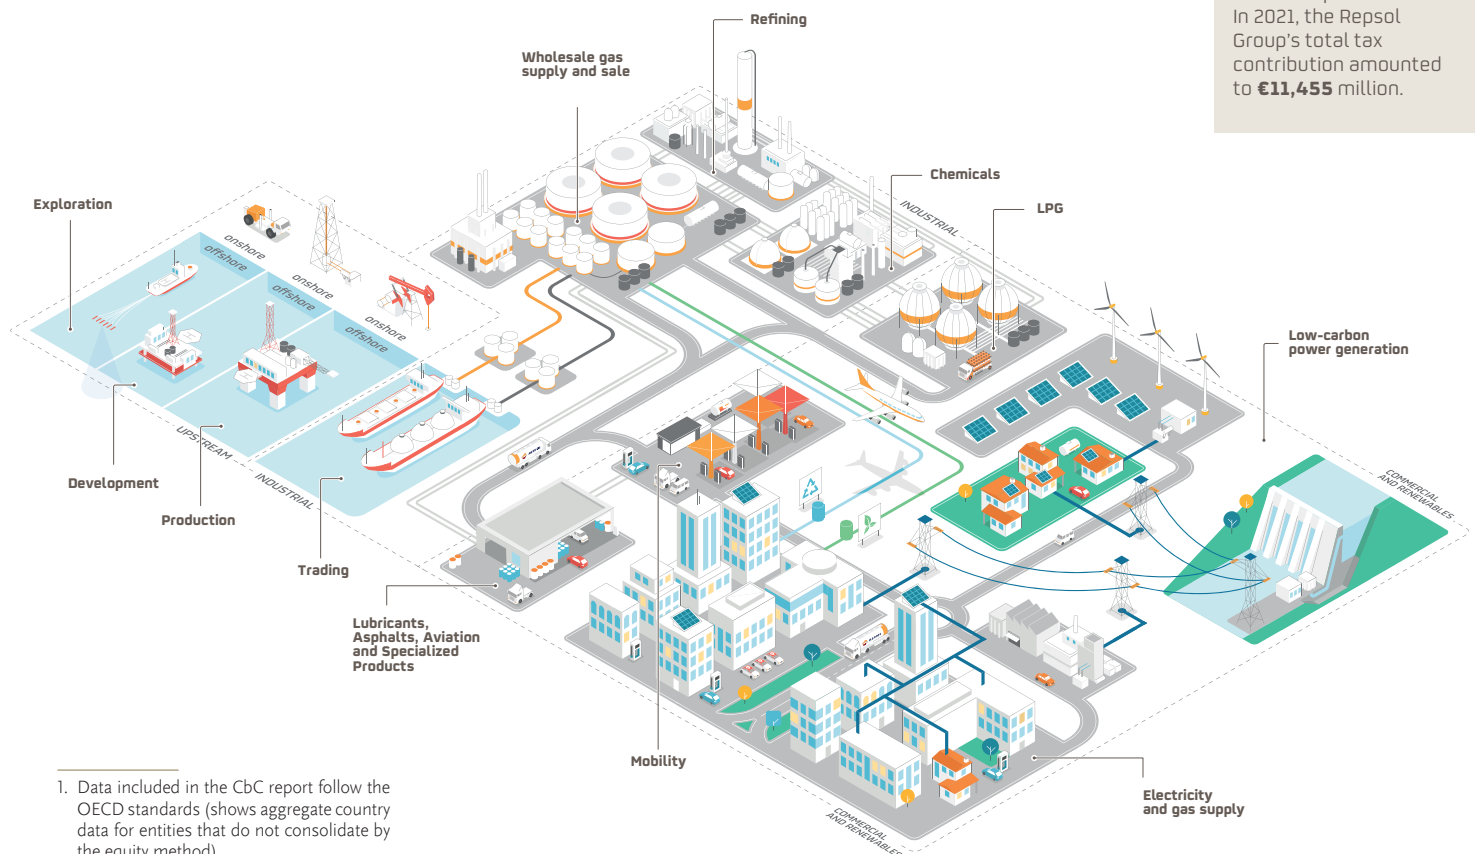 In 2021, the Repsol
Group's total tax
contribution amounted
to €11,455 million.
Refining
Wholesale gas
supply and sale
Chemicals
INDUSTRIAL
LPG
Exploration
onshore
offshore
onshore
offshore
onshore
offshore
Low-carbon
power generation
UPSTREAM
INDUSTRIAL
Development
Production
Trading
COMMERCIAL
AND RENEWABLES
Lubricants,
Asphalts, Aviation
and Specialized
Products
Mobility
Electricity
and gas supply
COMMERCIAL
AND RENEWABLES
1. Data included in the CbC report follow the
OECD standards (shows aggregate country
data for entities that do not consolidate by
the equity method)